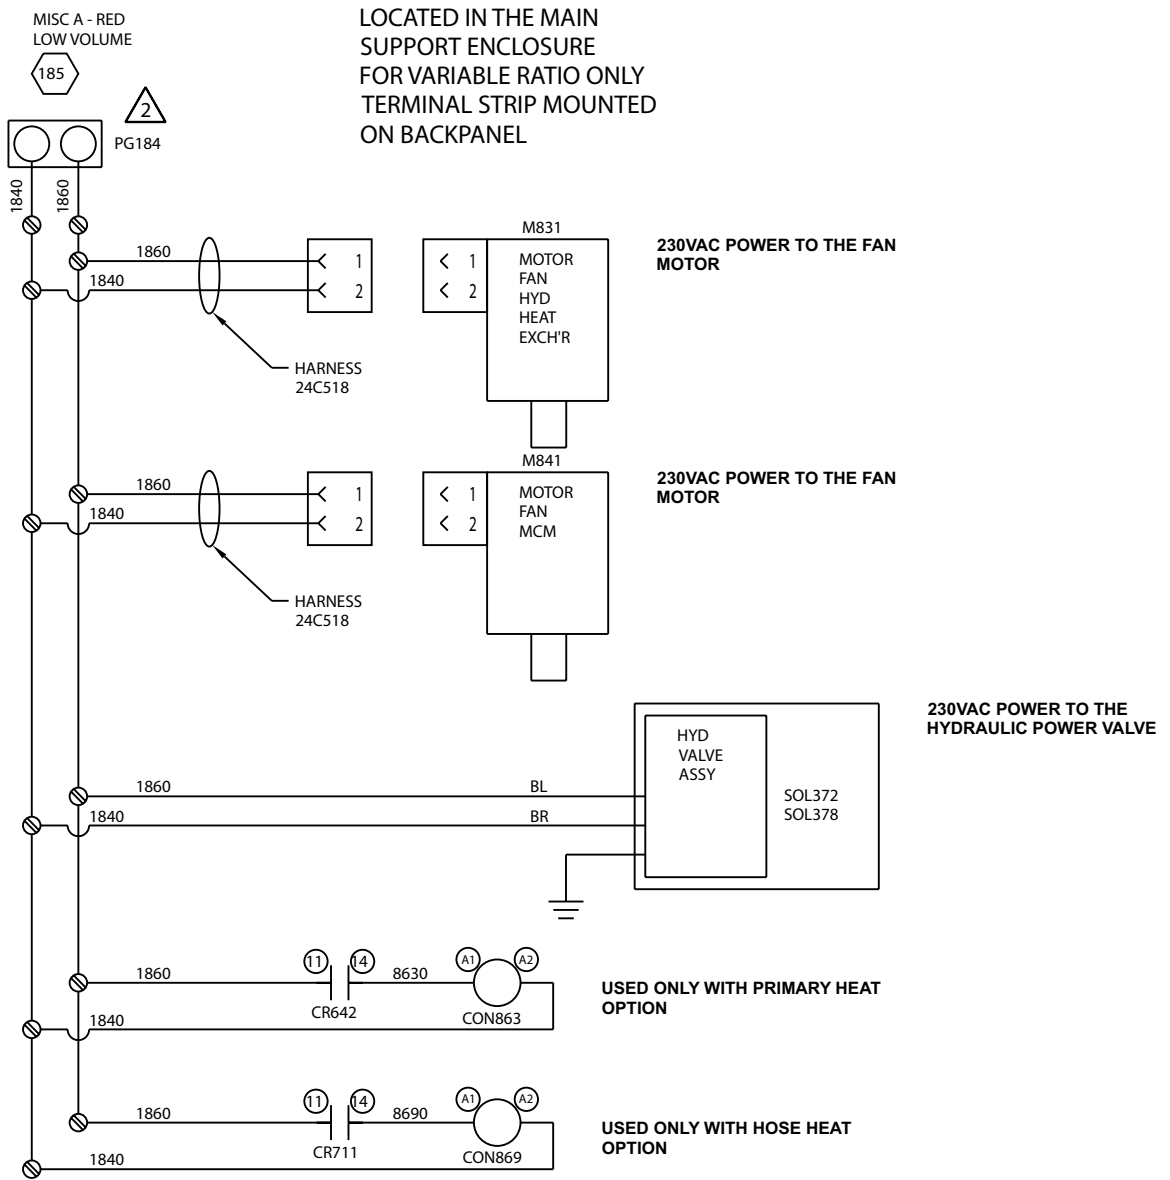 MISC A - RED
LOW VOLUME
185
2
PG184
LOCATED IN THE MAIN
SUPPORT ENCLOSURE
FOR VARIABLE RATIO ONLY
TERMINAL STRIP MOUNTED
ON BACKPANEL
1840
1860
1860
1840
1
2
HARNESS
24C518
1
2
M831
MOTOR
FAN
HYD
HEAT
EXCH'R
230VAC POWER TO THE FAN
MOTOR
1860
1840
1
2
HARNESS
24C518
1
2
M841
MOTOR
FAN
MCM
230VAC POWER TO THE FAN
MOTOR
1860
1840
BL
BR
HYD
VALVE
ASSY
SOL372
SOL378
230VAC POWER TO THE
HYDRAULIC POWER VALVE
1860
11
14
CR642
8630
A1
A2
CON863
1840
USED ONLY WITH PRIMARY HEAT
OPTION
1860
11
14
CR711
8690
A1
A2
CON869
1840
USED ONLY WITH HOSE HEAT
OPTION